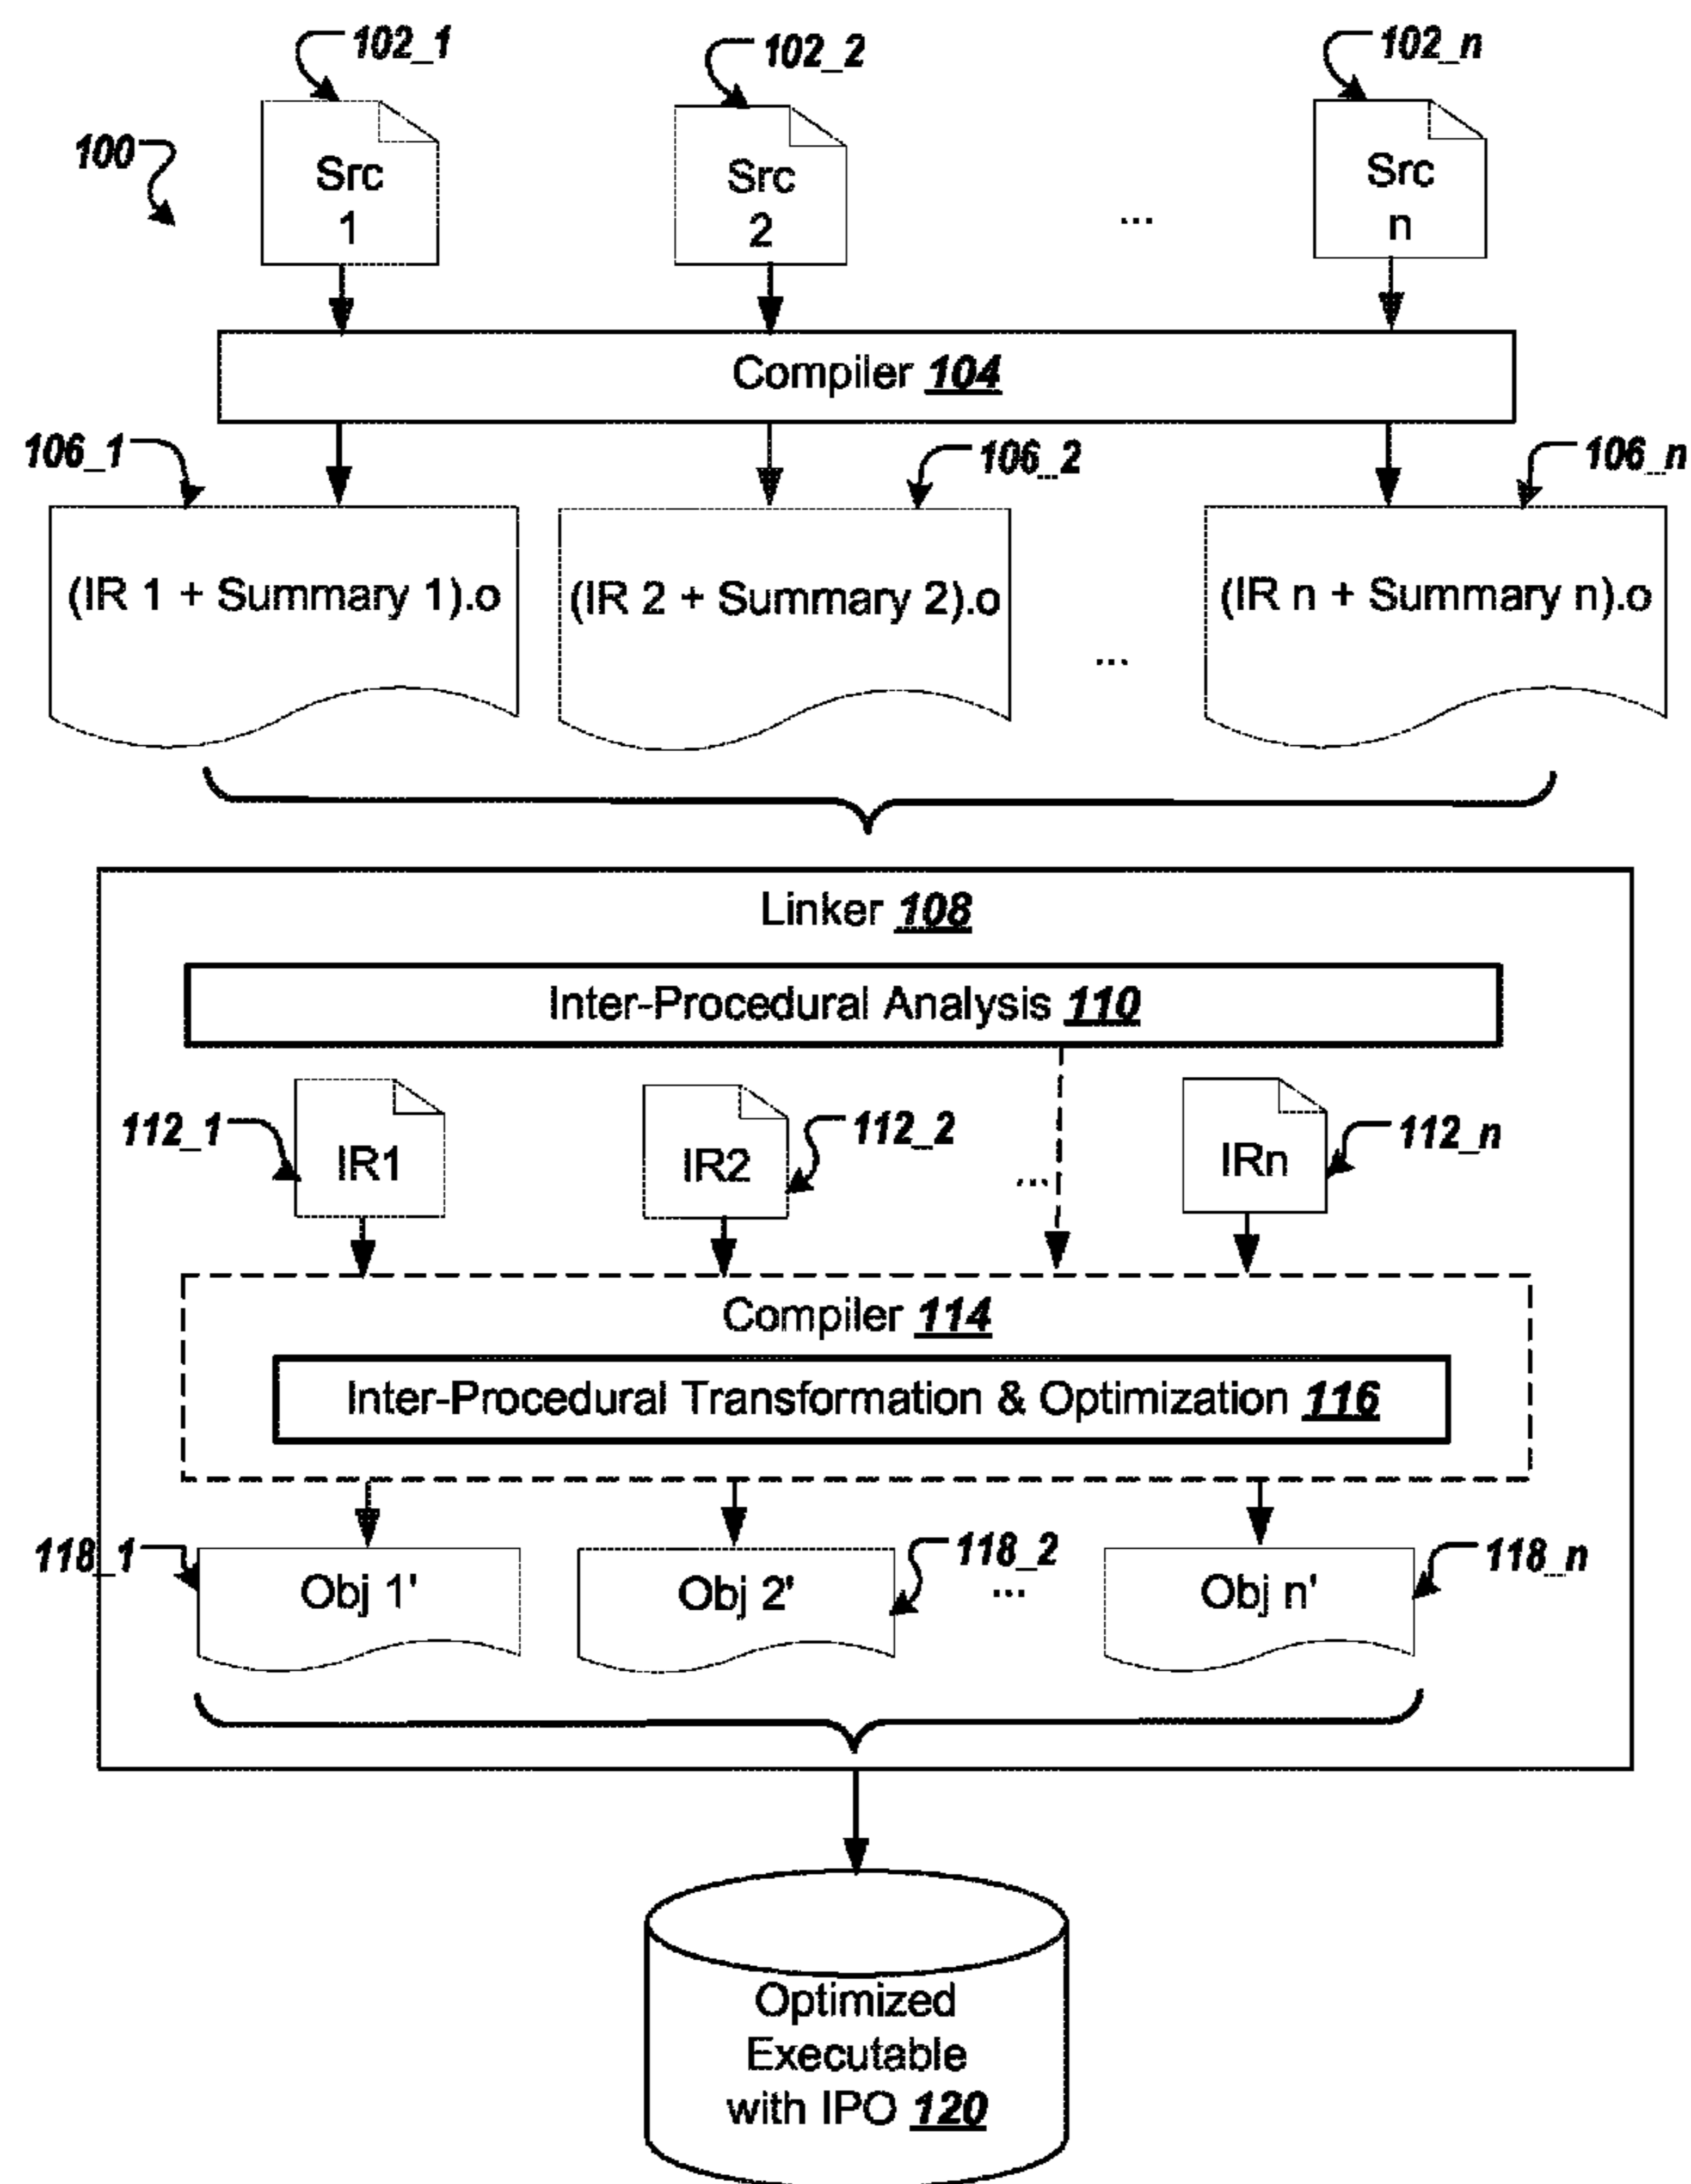 102_1
102_2
102_n
100
Src
1
Src
2
...
Src
n
Compiler 104
106_1
106_2
106_n
(IR 1 + Summary 1).o
(IR 2 + Summary 2).o
...
(IR n + Summary n).o
Linker 108
Inter-Procedural Analysis 110
112_1
IR1
IR2
112_2
...
IRn
112_n
Compiler 114
Inter-Procedural Transformation & Optimization 116
118_1
Obj 1'
Obj 2'
118_2
...
Obj n'
118_n
Optimized
Executable
with IPO 120